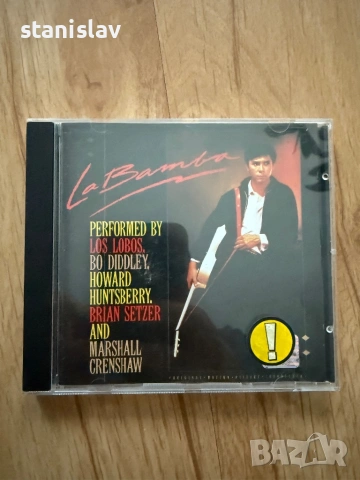 stanislav
La Bamba
PERFORMED BY
LOS LOBOS,
BO DIDDLEY,
HOWARD
HUNTSBERRY,
BRIAN SETZER
AND
MARSHALL
CRENSHAW
!
BAZAR